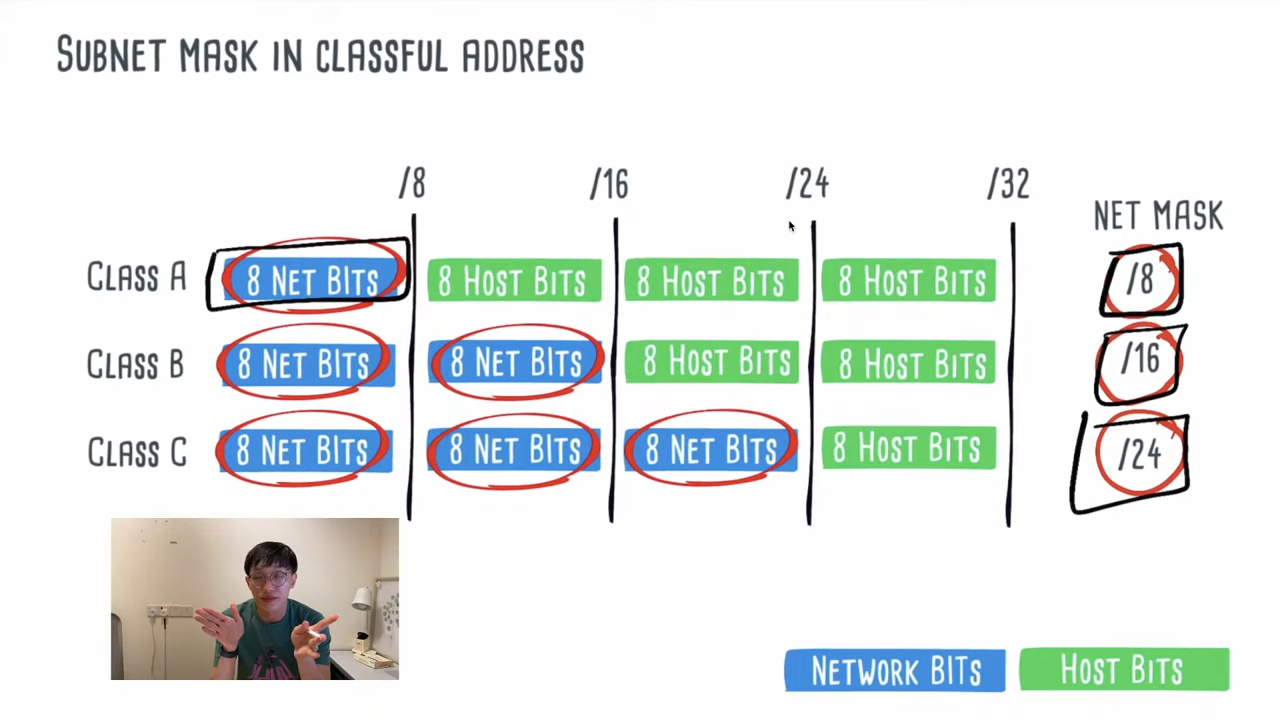 SUBNET MASK IN CLASSFUL ADDRESS
/8 /16 /24 /32
NET MASK
CLASS A 8 NET BITS 8 HOST BITS 8 HOST BITS 8 HOST BITS /8
CLASS B 8 NET BITS 8 NET BITS 8 HOST BITS 8 HOST BITS /16
CLASS C 8 NET BITS 8 NET BITS 8 NET BITS 8 HOST BITS /24
NETWORK BITS HOST BITS